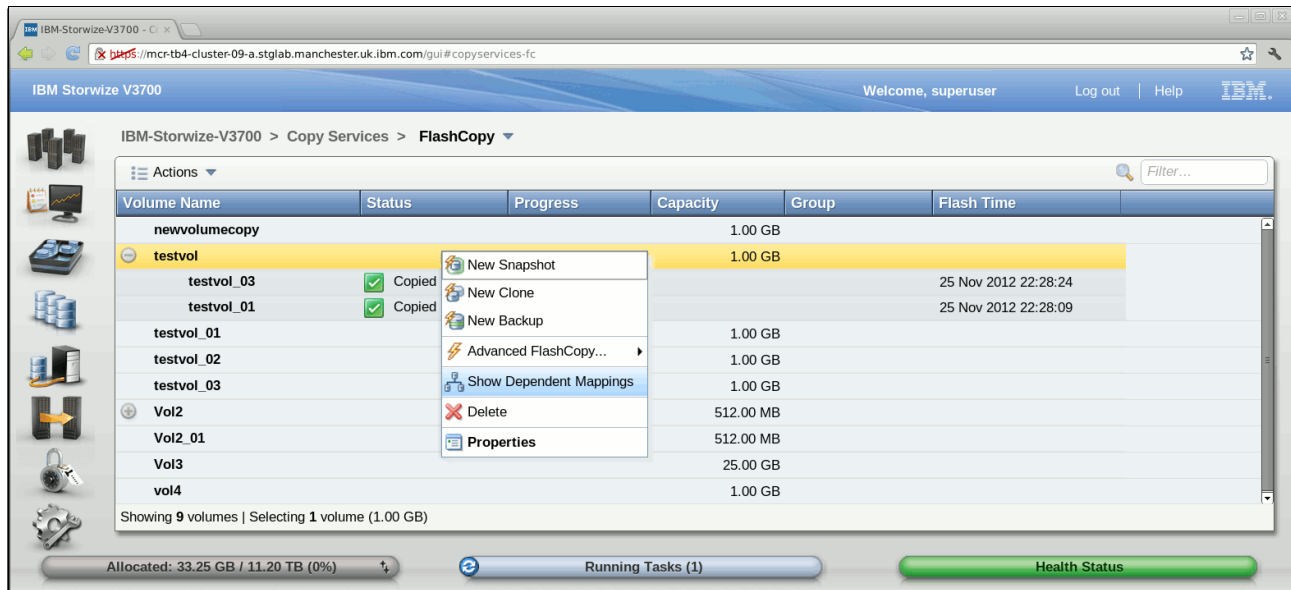 IBM-Storwize-V3700 - C ×
https://mcr-tb4-cluster-09-a.stglab.manchester.uk.ibm.com/gui#copyservices-fc
IBM Storwize V3700 Welcome, superuser Log out | Help IBM.
IBM-Storwize-V3700 > Copy Services > FlashCopy
Actions Filter...
Volume Name Status Progress Capacity Group Flash Time
newvolumecopy 1.00 GB
testvol 1.00 GB
testvol_03 Copied 25 Nov 2012 22:28:24
testvol_01 Copied 25 Nov 2012 22:28:09
testvol_01 1.00 GB
testvol_02 1.00 GB
testvol_03 1.00 GB
Vol2 512.00 MB
Vol2_01 512.00 MB
Vol3 25.00 GB
vol4 1.00 GB
New Snapshot
New Clone
New Backup
Advanced FlashCopy...
Show Dependent Mappings
Delete
Properties
Showing 9 volumes | Selecting 1 volume (1.00 GB)
Allocated: 33.25 GB / 11.20 TB (0%) Running Tasks (1) Health Status